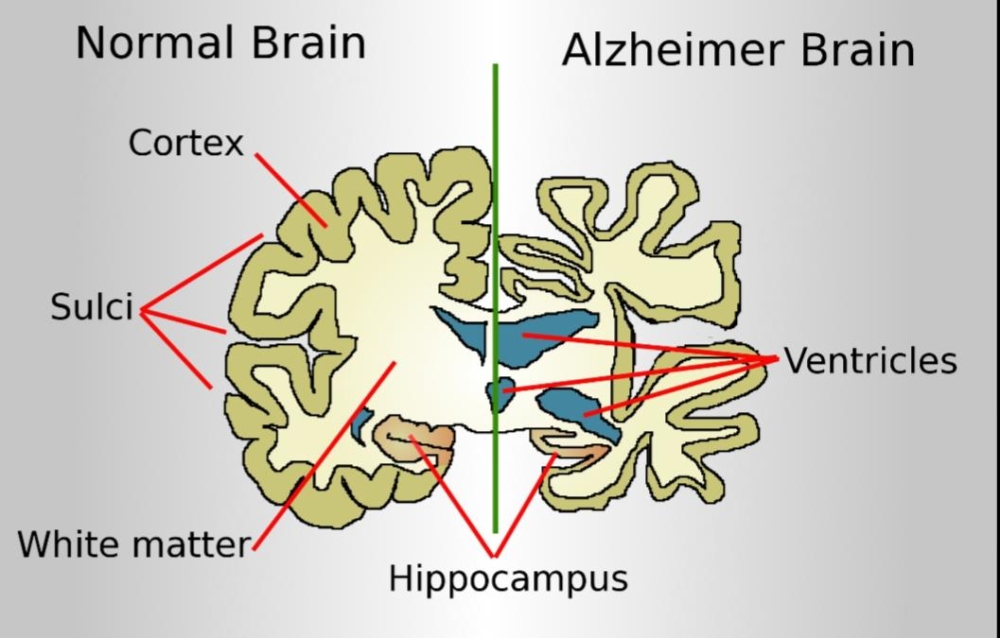 Normal Brain
Alzheimer Brain
Cortex
Sulci
Ventricles
White matter
Hippocampus